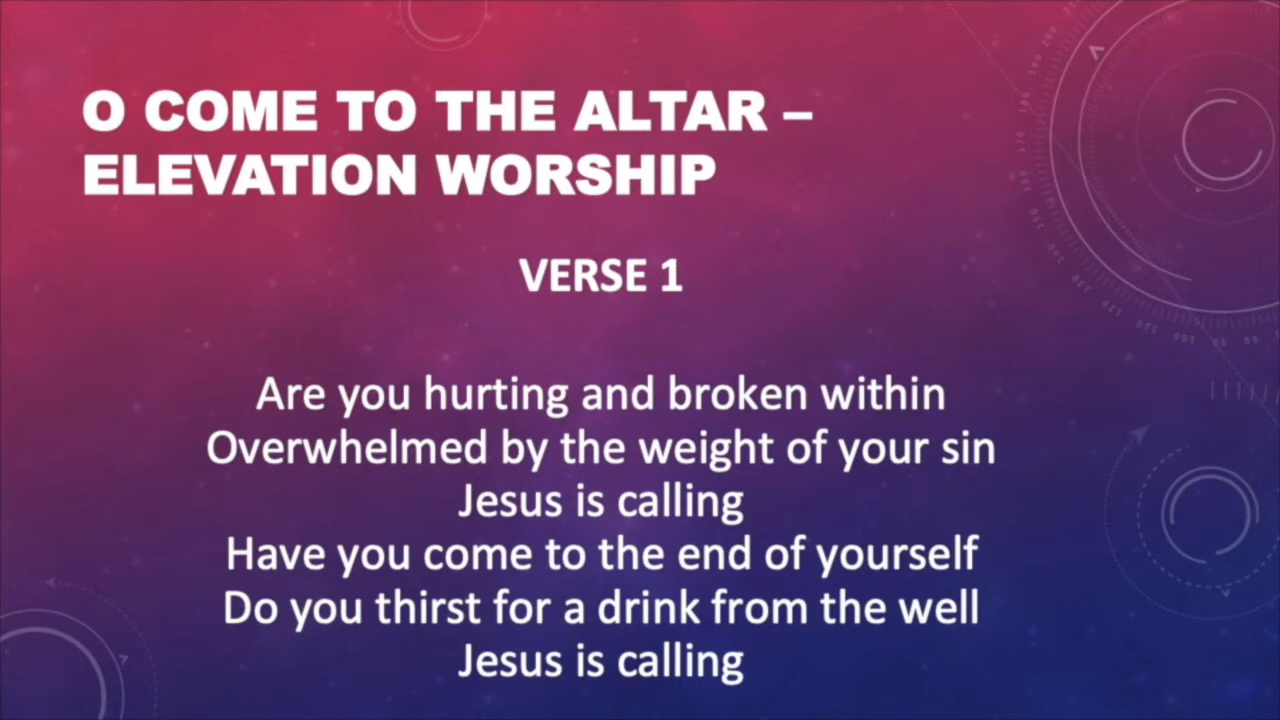 O COME TO THE ALTAR –
ELEVATION WORSHIP
VERSE 1
Are you hurting and broken within
Overwhelmed by the weight of your sin
Jesus is calling
Have you come to the end of yourself
Do you thirst for a drink from the well
Jesus is calling